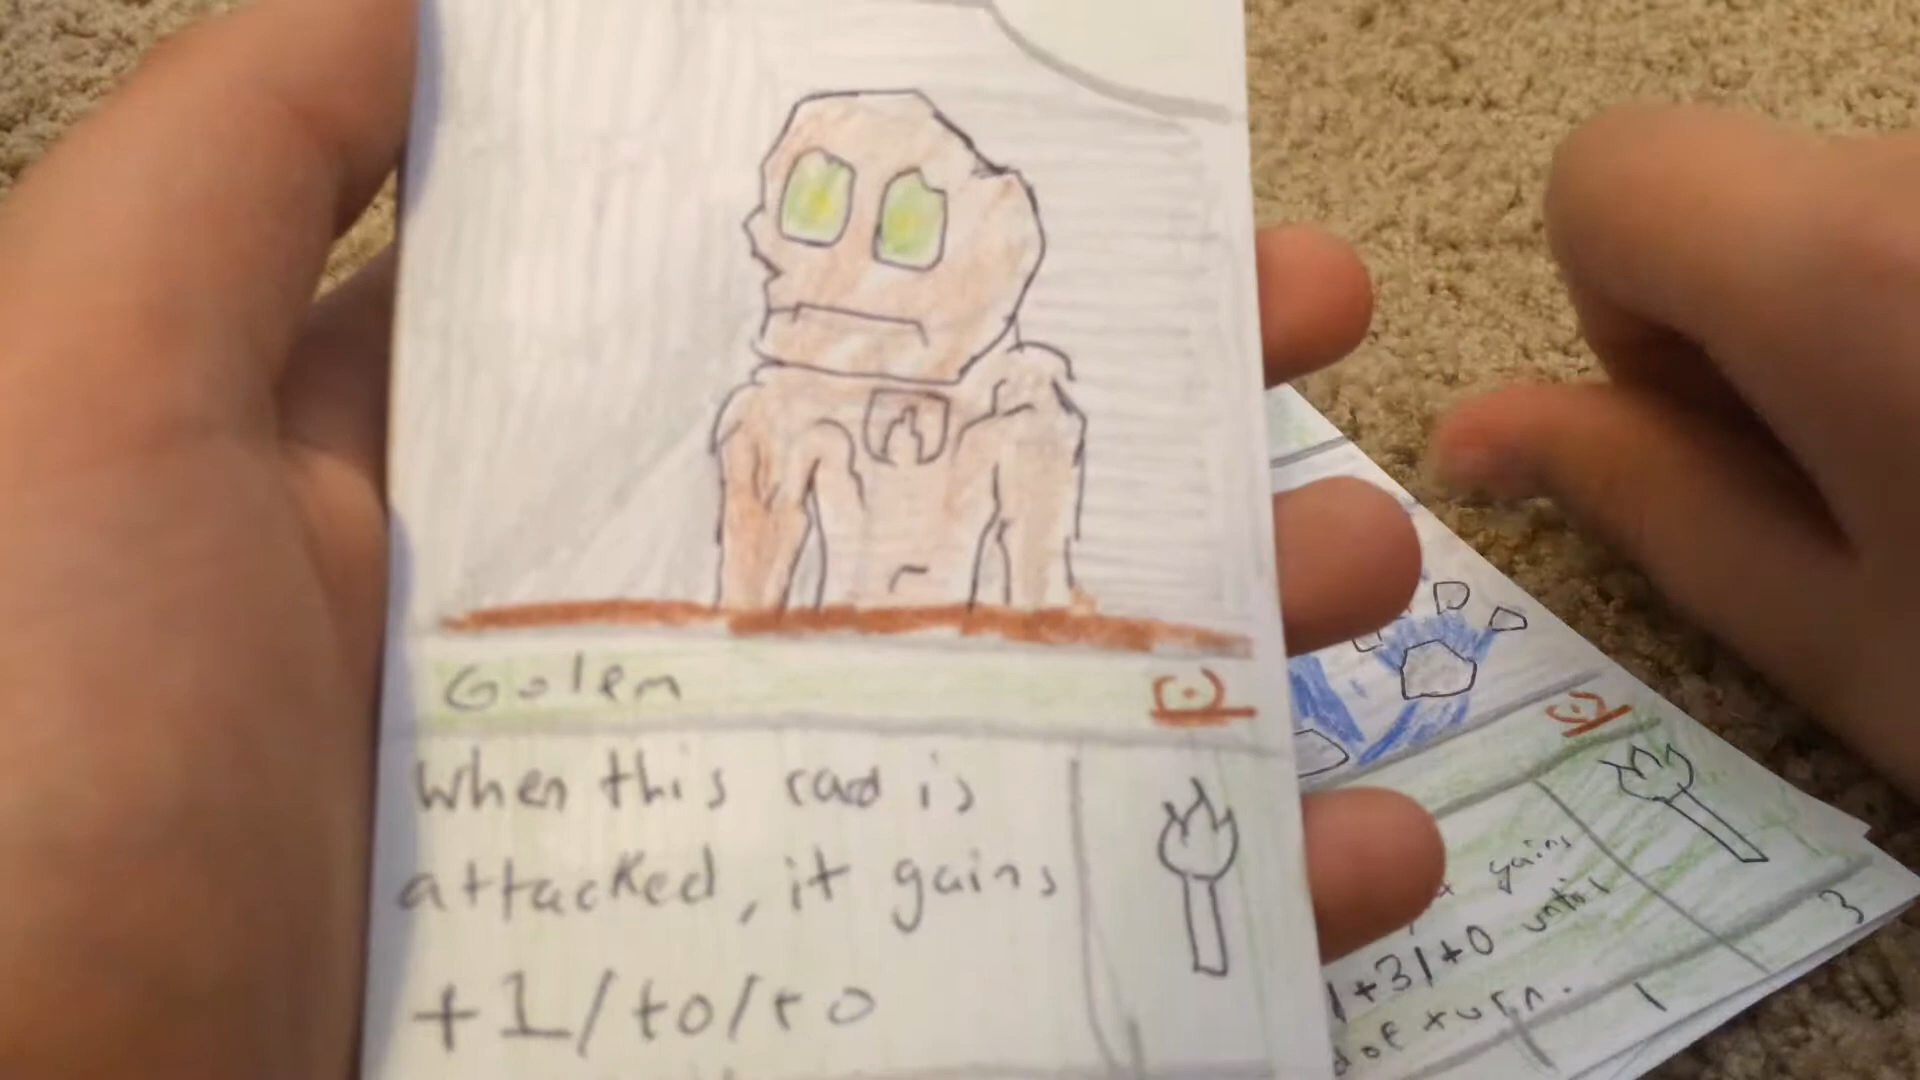 Golem
When this card is
attacked, it gains
+1/+0/+0
gains
/+3/+0 until
d of turn.
3
1